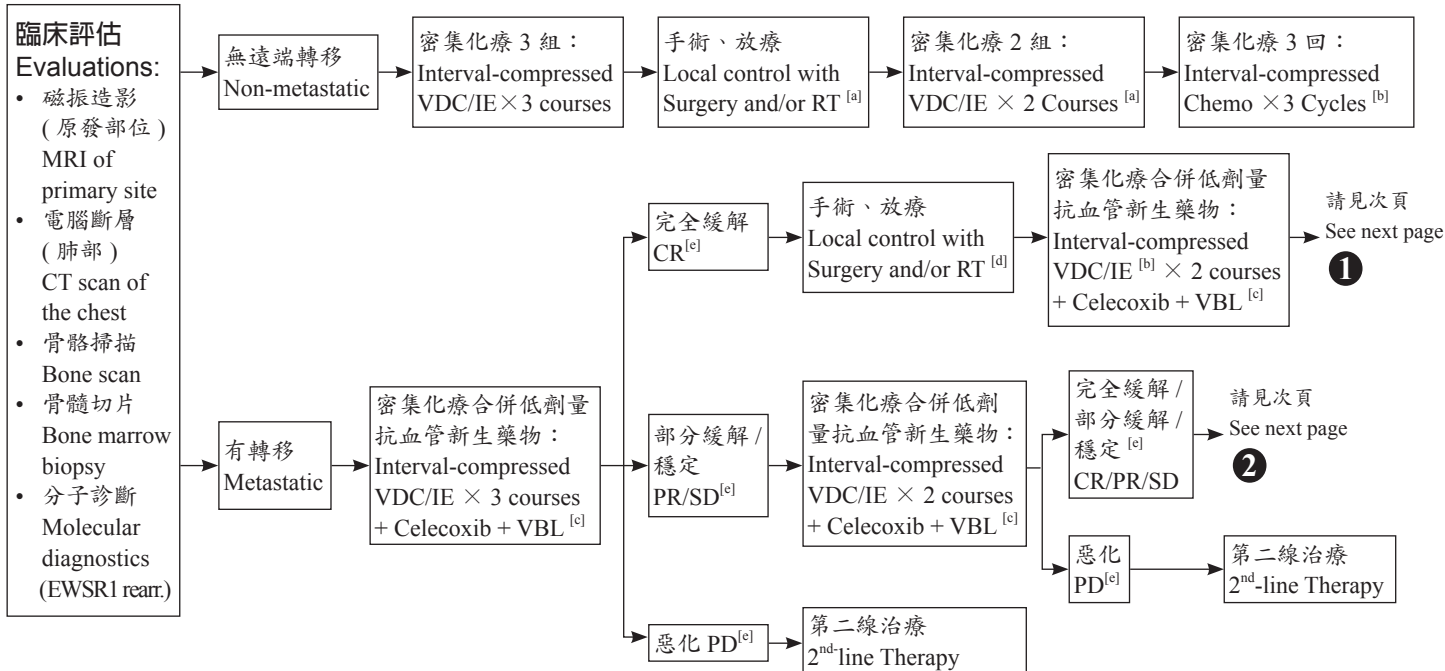 臨床評估
Evaluations:
• 磁振造影
( 原發部位 )
MRI of
primary site
• 電腦斷層
( 肺部 )
CT scan of
the chest
• 骨骼掃描
Bone scan
• 骨髓切片
Bone marrow
biopsy
• 分子診斷
Molecular
diagnostics
(EWSR1 rearr.)
無遠端轉移
Non-metastatic
密集化療 3 組：
Interval-compressed
VDC/IE×3 courses
手術、放療
Local control with
Surgery and/or RT [a]
密集化療 2 組：
Interval-compressed
VDC/IE × 2 Courses [a]
密集化療 3 回：
Interval-compressed
Chemo ×3 Cycles [b]
有轉移
Metastatic
密集化療合併低劑量
抗血管新生藥物：
Interval-compressed
VDC/IE × 3 courses
+ Celecoxib + VBL [c]
完全緩解
CR[e]
手術、放療
Local control with
Surgery and/or RT [d]
密集化療合併低劑量
抗血管新生藥物：
Interval-compressed
VDC/IE [b] × 2 courses
+ Celecoxib + VBL [c]
請見次頁
See next page
1
部分緩解 /
穩定
PR/SD[e]
密集化療合併低劑
量抗血管新生藥物：
Interval-compressed
VDC/IE × 2 courses
+ Celecoxib + VBL [c]
完全緩解 /
部分緩解 /
穩定 [e]
CR/PR/SD
請見次頁
See next page
2
惡化
PD[e]
第二線治療
2nd-line Therapy
惡化 PD[e]
第二線治療
2nd-line Therapy